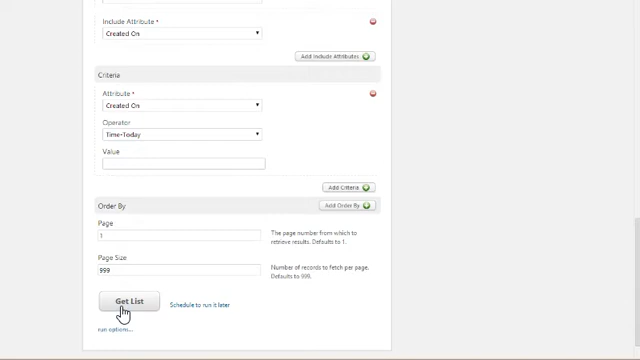 Include Attribute *
Created On
Add Include Attributes
Criteria
Attribute *
Created On
Operator
Time-Today
Value
Add Criteria
Order By
Add Order By
Page
1
The page number from which to
retrieve results. Defaults to 1.
Page Size
999
Number of records to fetch per page.
Defaults to 999.
Get List
Schedule to run it later
run options...